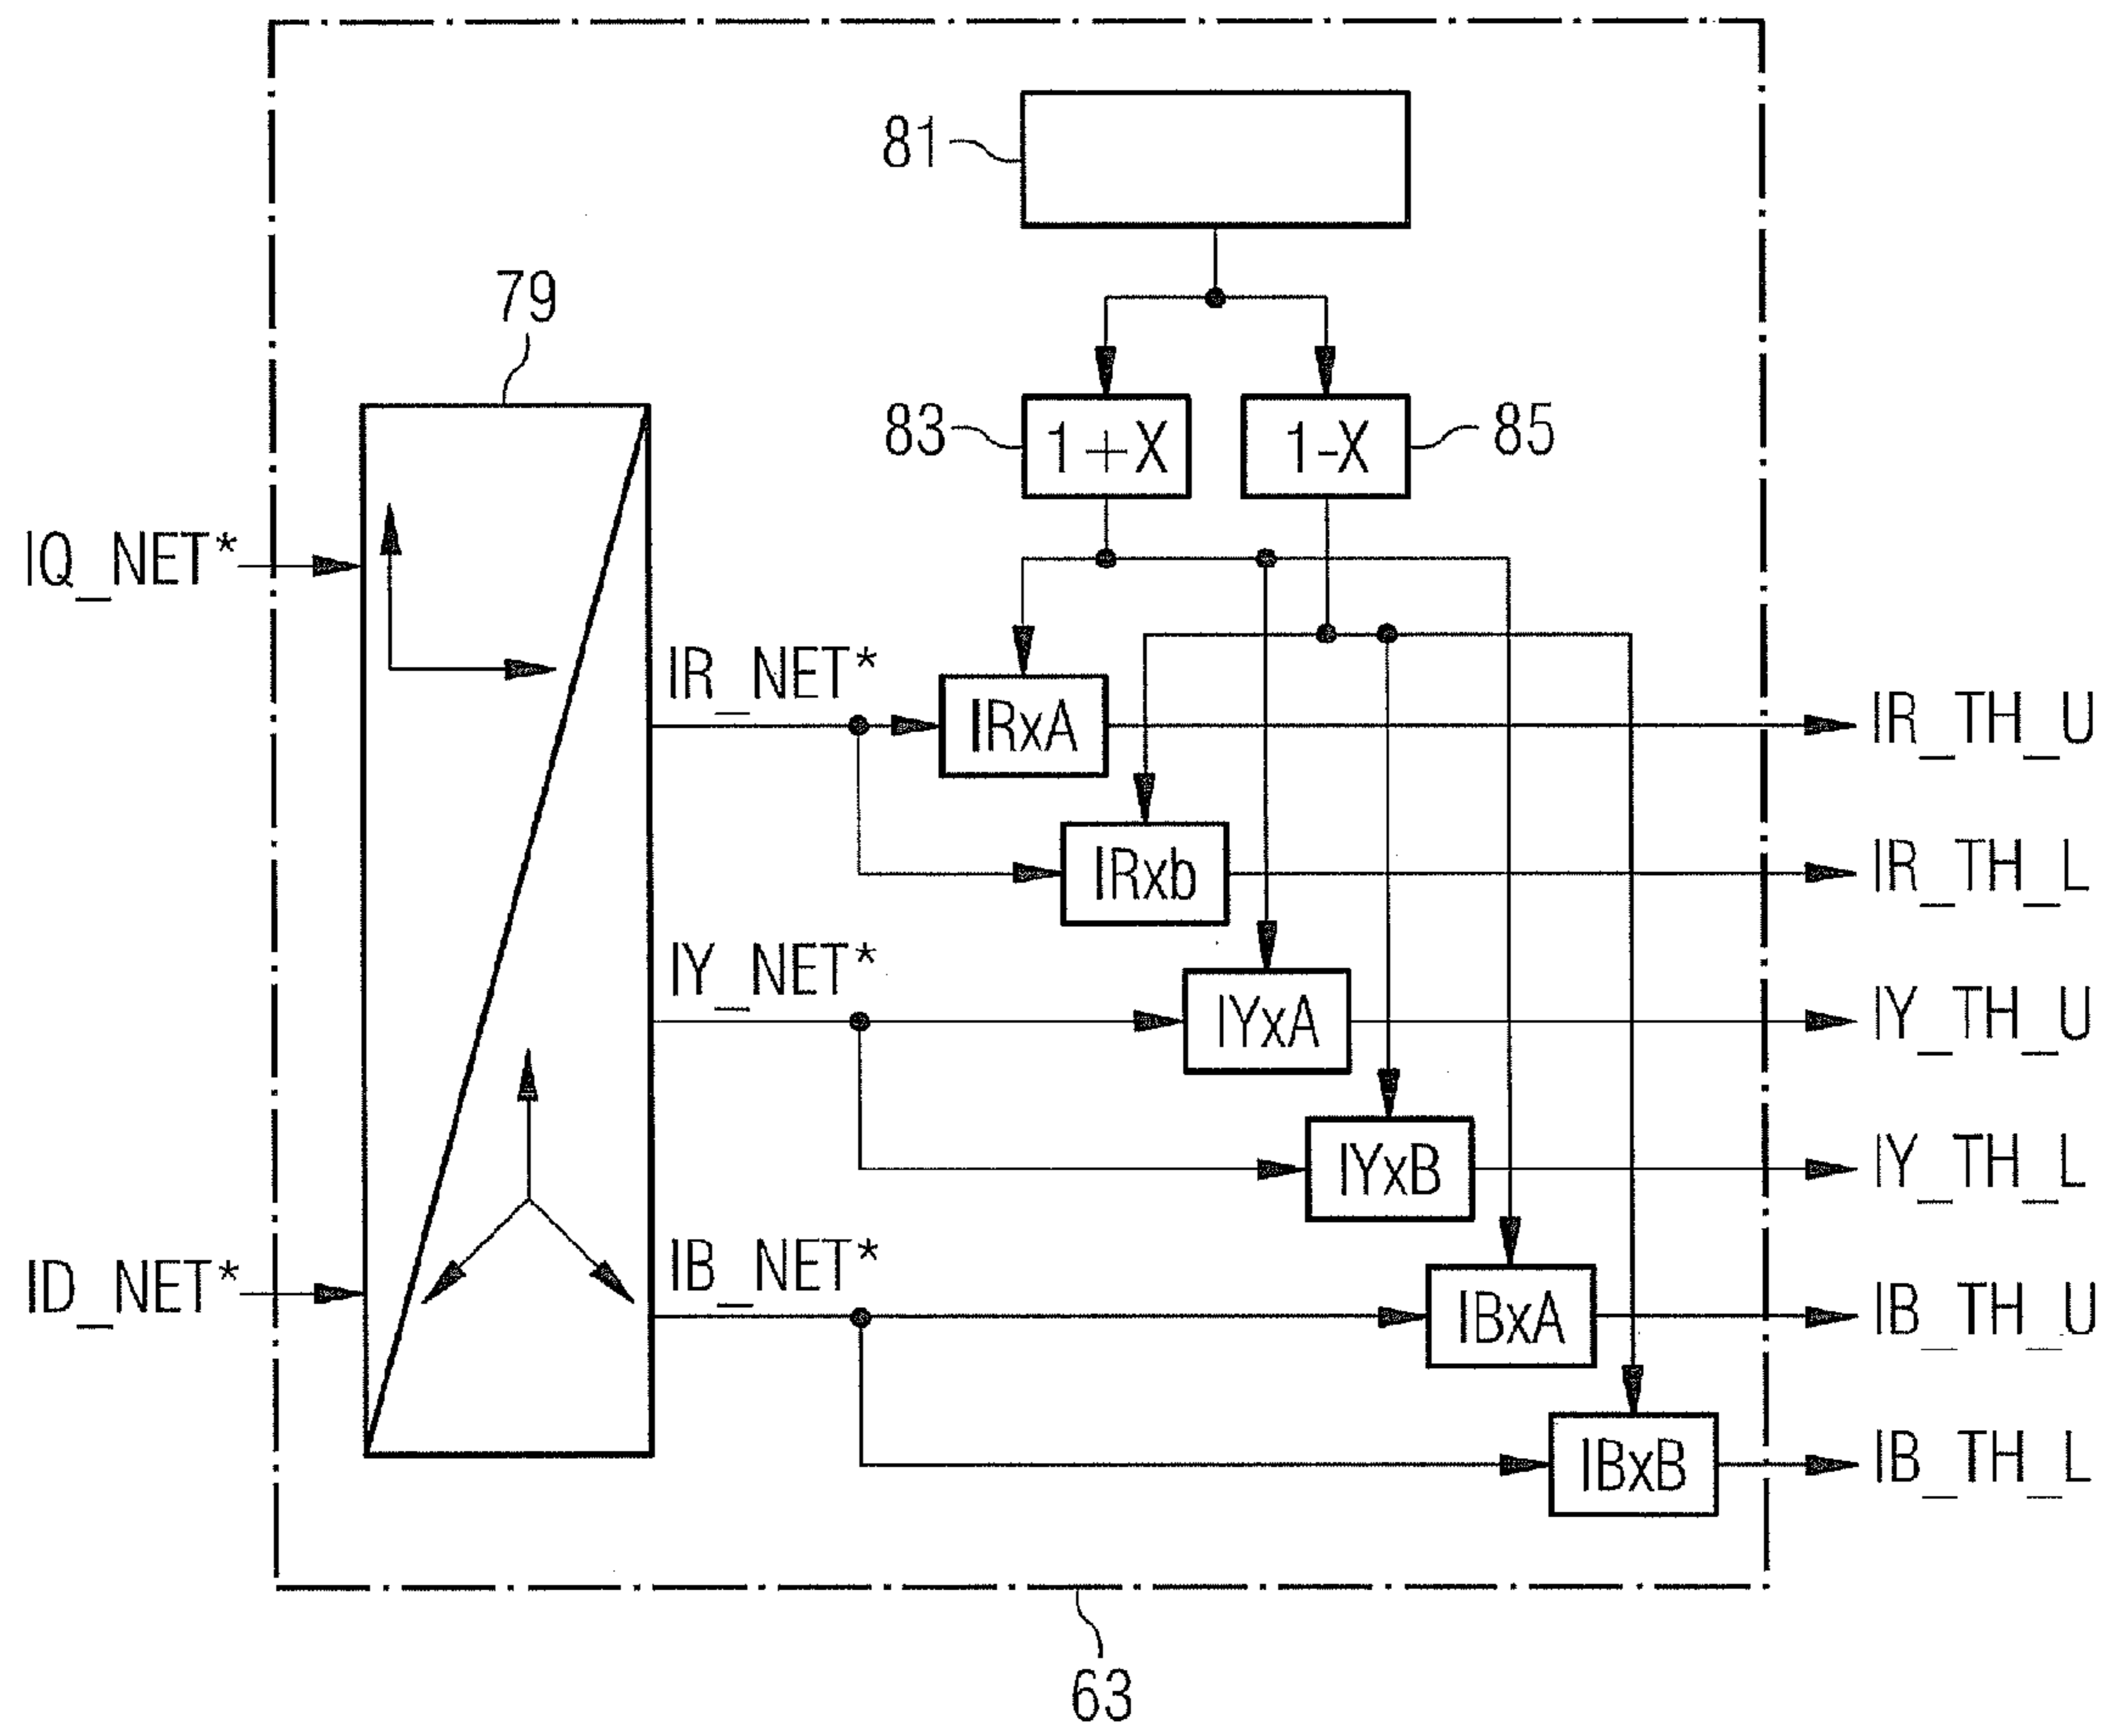 81
79
83
1+X
1-X
85
IQ_NET*
IR_NET*
IRxA
IR_TH_U
IRxb
IR_TH_L
IY_NET*
IYxA
IY_TH_U
IYxB
IY_TH_L
ID_NET*
IB_NET*
IBxA
IB_TH_U
IBxB
IB_TH_L
63